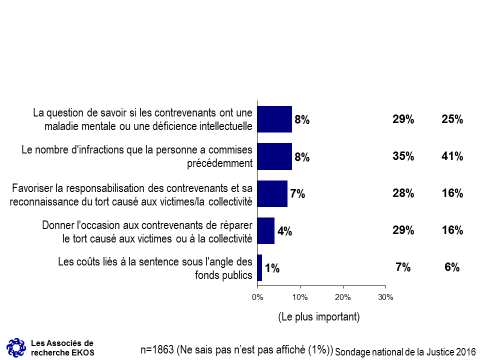 La question de savoir si les contrevenants ont une
maladie mentale ou une déficience intellectuelle
8%
29%
25%
Le nombre d'infractions que la personne a commises
précédemment
8%
35%
41%
Favoriser la responsabilisation des contrevenants et sa
reconnaissance du tort causé aux victimes/la collectivité
7%
28%
16%
Donner l'occasion aux contrevenants de réparer
le tort causé aux victimes ou à la collectivité
4%
29%
16%
Les coûts liés à la sentence sous l'angle des
fonds publics
1%
7%
6%
0% 10% 20% 30%
(Le plus important)
Les Associés de
recherche EKOS
n=1863 (Ne sais pas n'est pas affiché (1%)) Sondage national de la Justice 2016